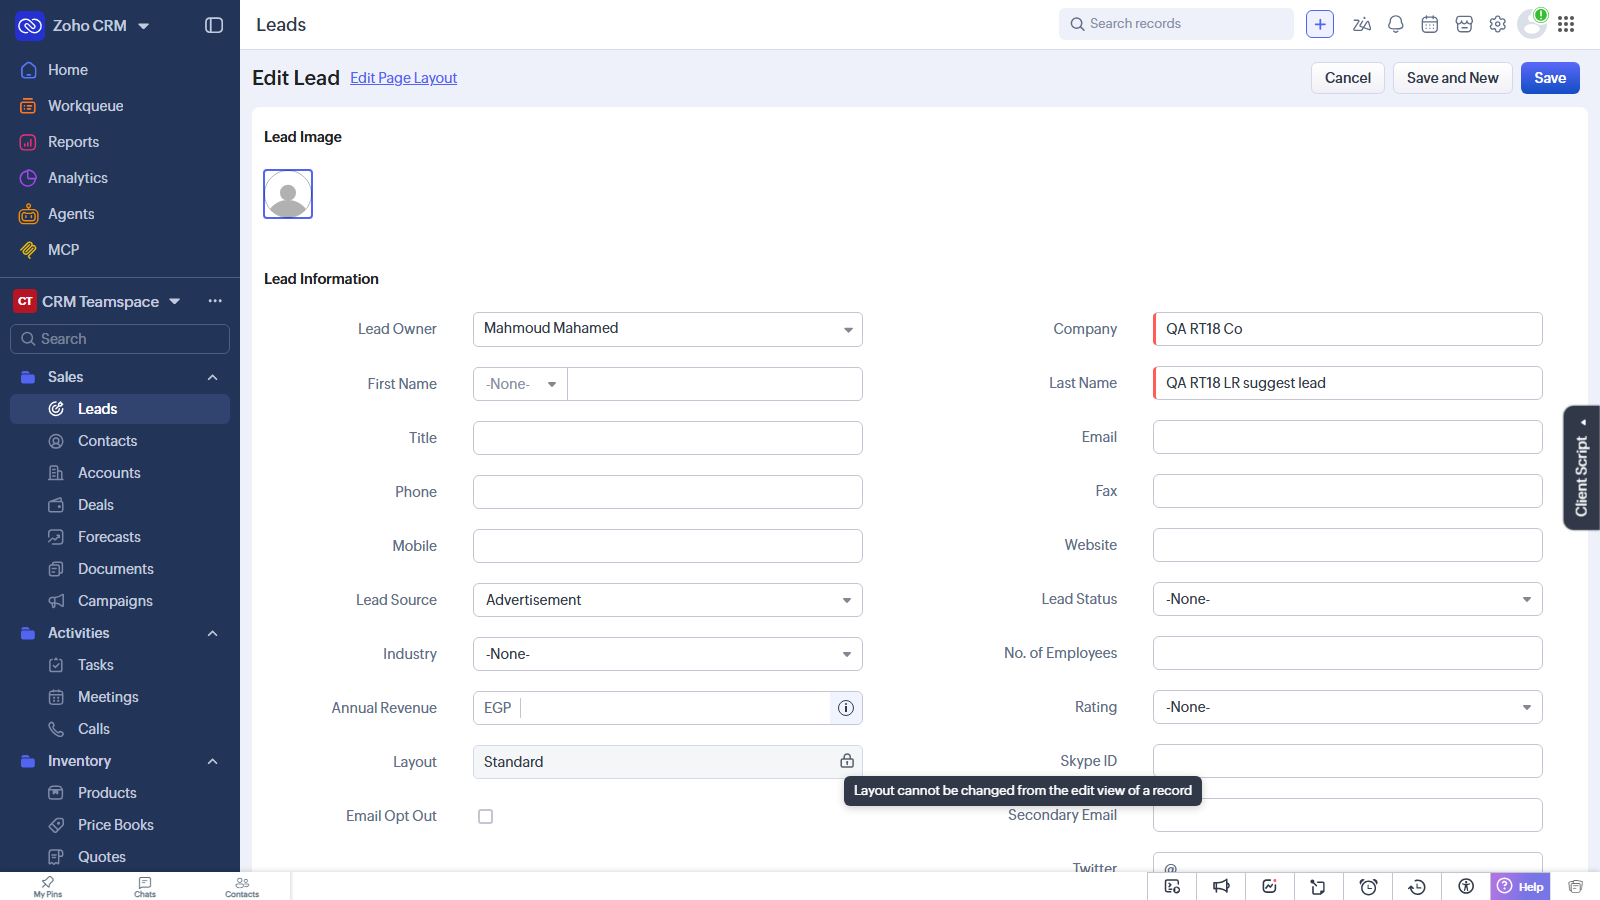 Zoho CRM
Leads
Search records
Home
Workqueue
Reports
Analytics
Agents
MCP
CT CRM Teamspace
Search
Sales
Leads
Contacts
Accounts
Deals
Forecasts
Documents
Campaigns
Activities
Tasks
Meetings
Calls
Inventory
Products
Price Books
Quotes
Edit Lead Edit Page Layout
Cancel
Save and New
Save
Lead Image
Lead Information
Lead Owner Mahmoud Mahamed
Company QA RT18 Co
First Name -None-
Last Name QA RT18 LR suggest lead
Title
Email
Phone
Fax
Mobile
Website
Lead Source Advertisement
Lead Status -None-
Industry -None-
No. of Employees
Annual Revenue EGP
Rating -None-
Layout Standard
Skype ID
Layout cannot be changed from the edit view of a record
Email Opt Out
Secondary Email
Twitter @
Client Script
My Pins
Chats
Contacts
Help